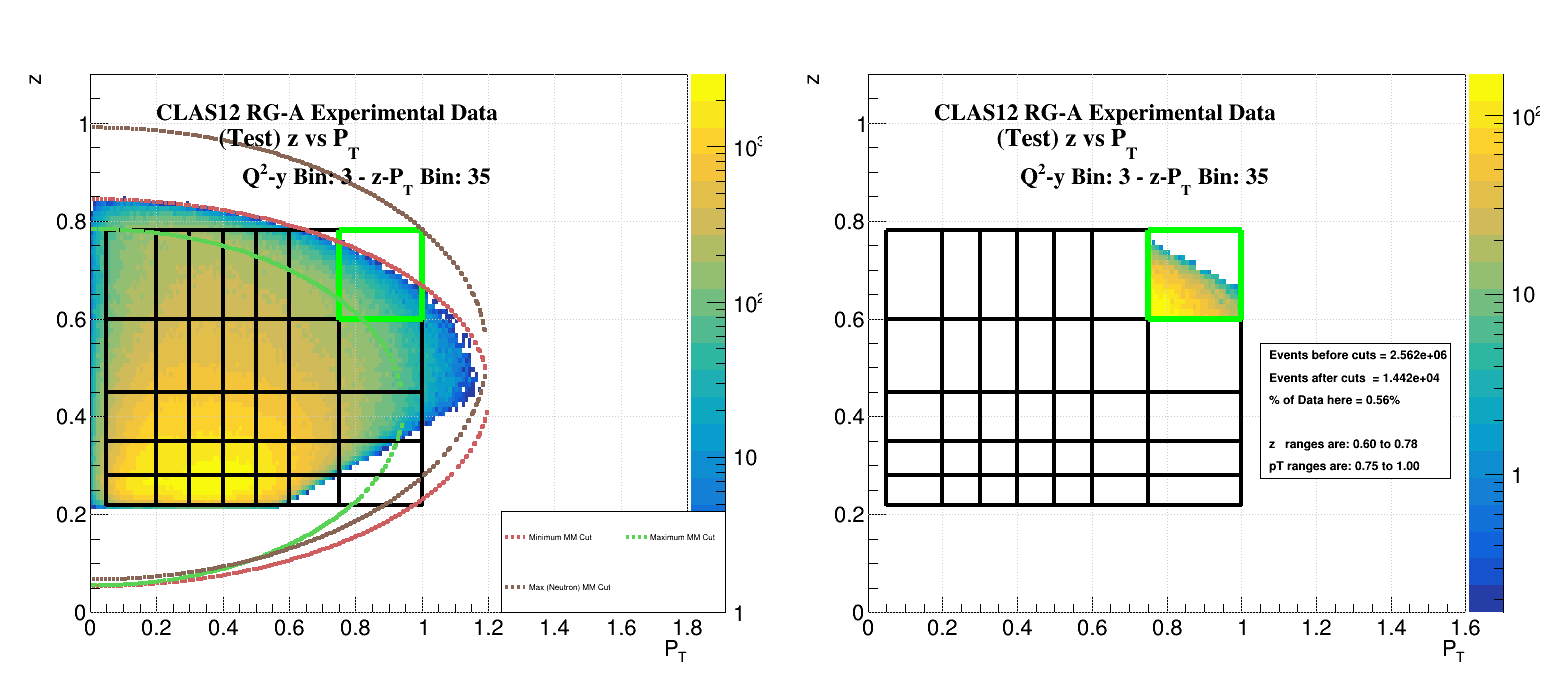 CLAS12 RG-A Experimental Data
(Test) z vs P_T
Q²-y Bin: 3 - z-P_T Bin: 35
z
1
0.8
0.6
0.4
0.2
0
0 0.2 0.4 0.6 0.8 1 1.2 1.4 1.6 1.8
P_T
10³
10²
10
1
Minimum MM Cut
Maximum MM Cut
Max (Neutron) MM Cut
CLAS12 RG-A Experimental Data
(Test) z vs P_T
Q²-y Bin: 3 - z-P_T Bin: 35
z
1
0.8
0.6
0.4
0.2
0
0 0.2 0.4 0.6 0.8 1 1.2 1.4 1.6
P_T
10²
10
1
Events before cuts = 2.562e+06
Events after cuts = 1.442e+04
% of Data here = 0.56%
z ranges are: 0.60 to 0.78
pT ranges are: 0.75 to 1.00